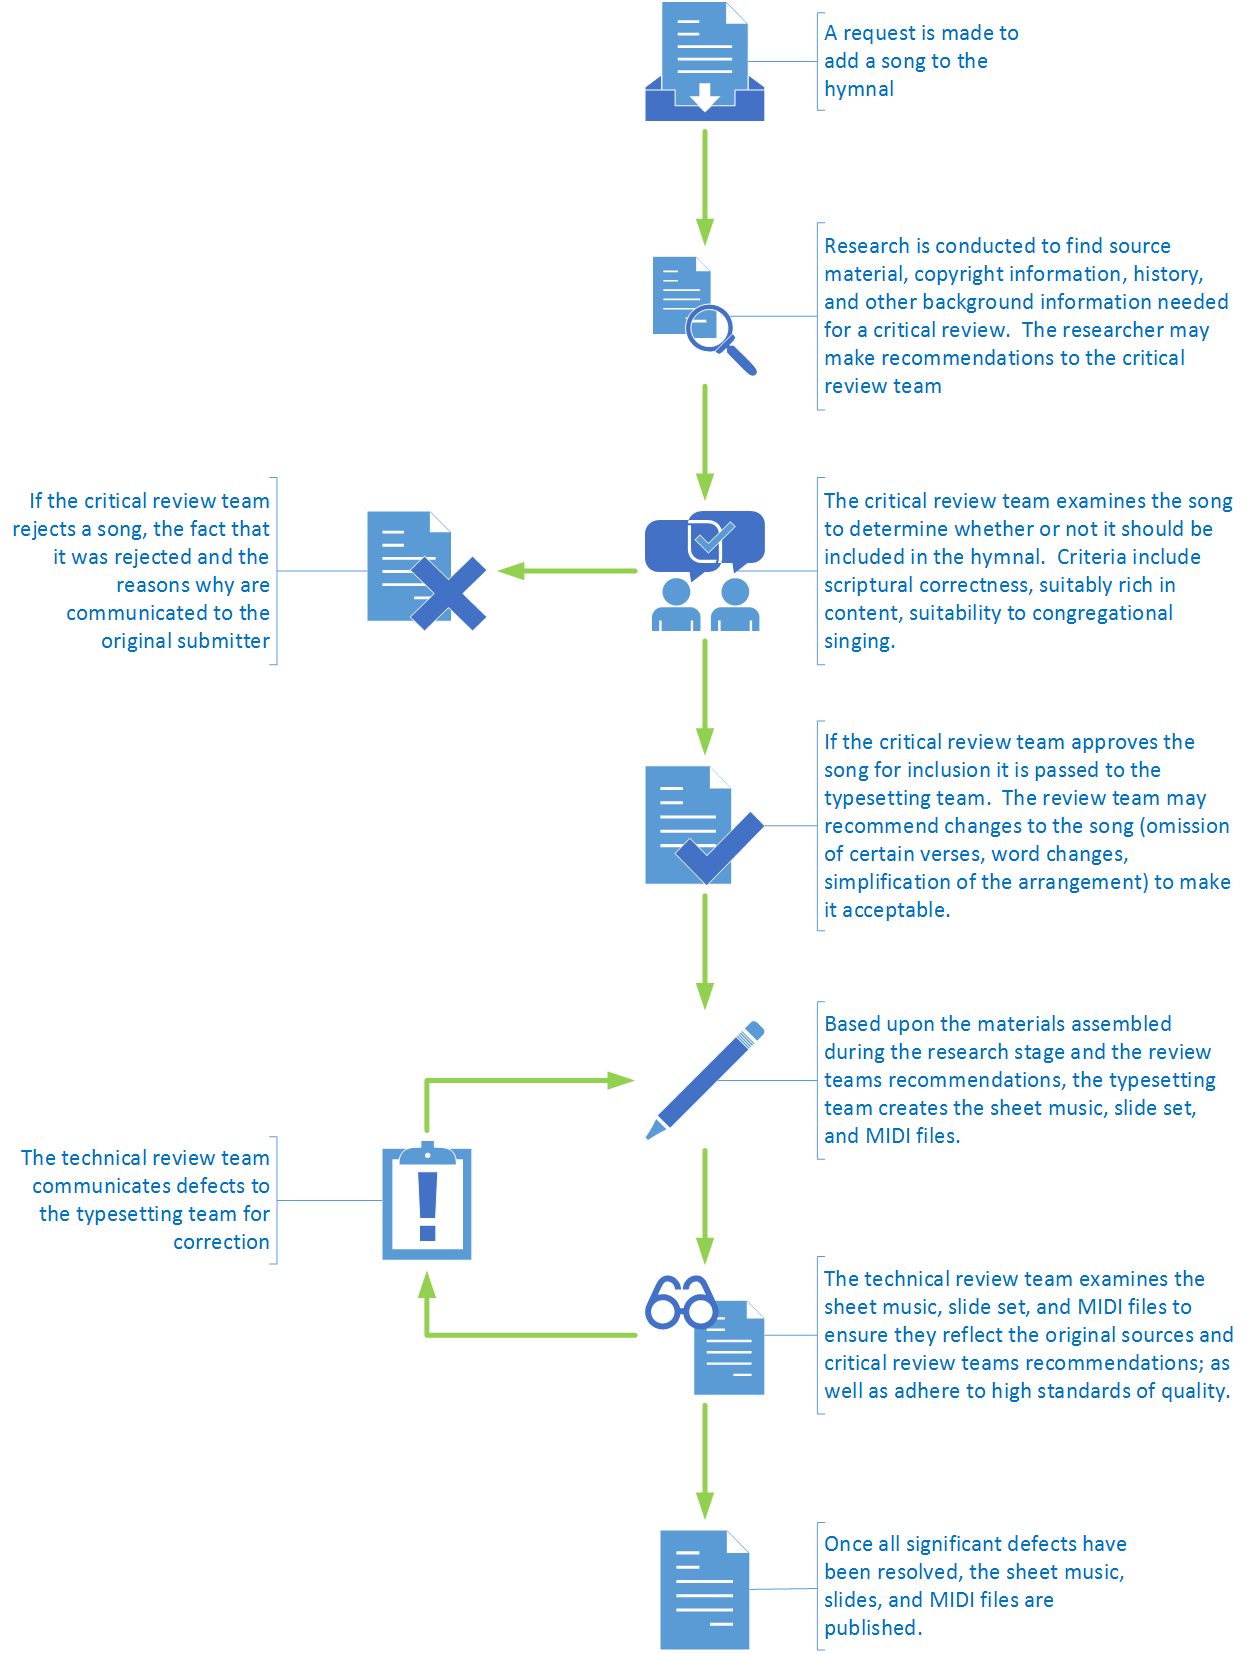 A request is made to
add a song to the
hymnal
Research is conducted to find source
material, copyright information, history,
and other background information needed
for a critical review.  The researcher may
make recommendations to the critical
review team
If the critical review team
rejects a song, the fact that
it was rejected and the
reasons why are
communicated to the
original submitter
The critical review team examines the song
to determine whether or not it should be
included in the hymnal.  Criteria include
scriptural correctness, suitably rich in
content, suitability to congregational
singing.
If the critical review team approves the
song for inclusion it is passed to the
typesetting team.  The review team may
recommend changes to the song (omission
of certain verses, word changes,
simplification of the arrangement) to make
it acceptable.
Based upon the materials assembled
during the research stage and the review
teams recommendations, the typesetting
team creates the sheet music, slide set,
and MIDI files.
The technical review team
communicates defects to
the typesetting team for
correction
The technical review team examines the
sheet music, slide set, and MIDI files to
ensure they reflect the original sources and
critical review teams recommendations; as
well as adhere to high standards of quality.
Once all significant defects have
been resolved, the sheet music,
slides, and MIDI files are
published.